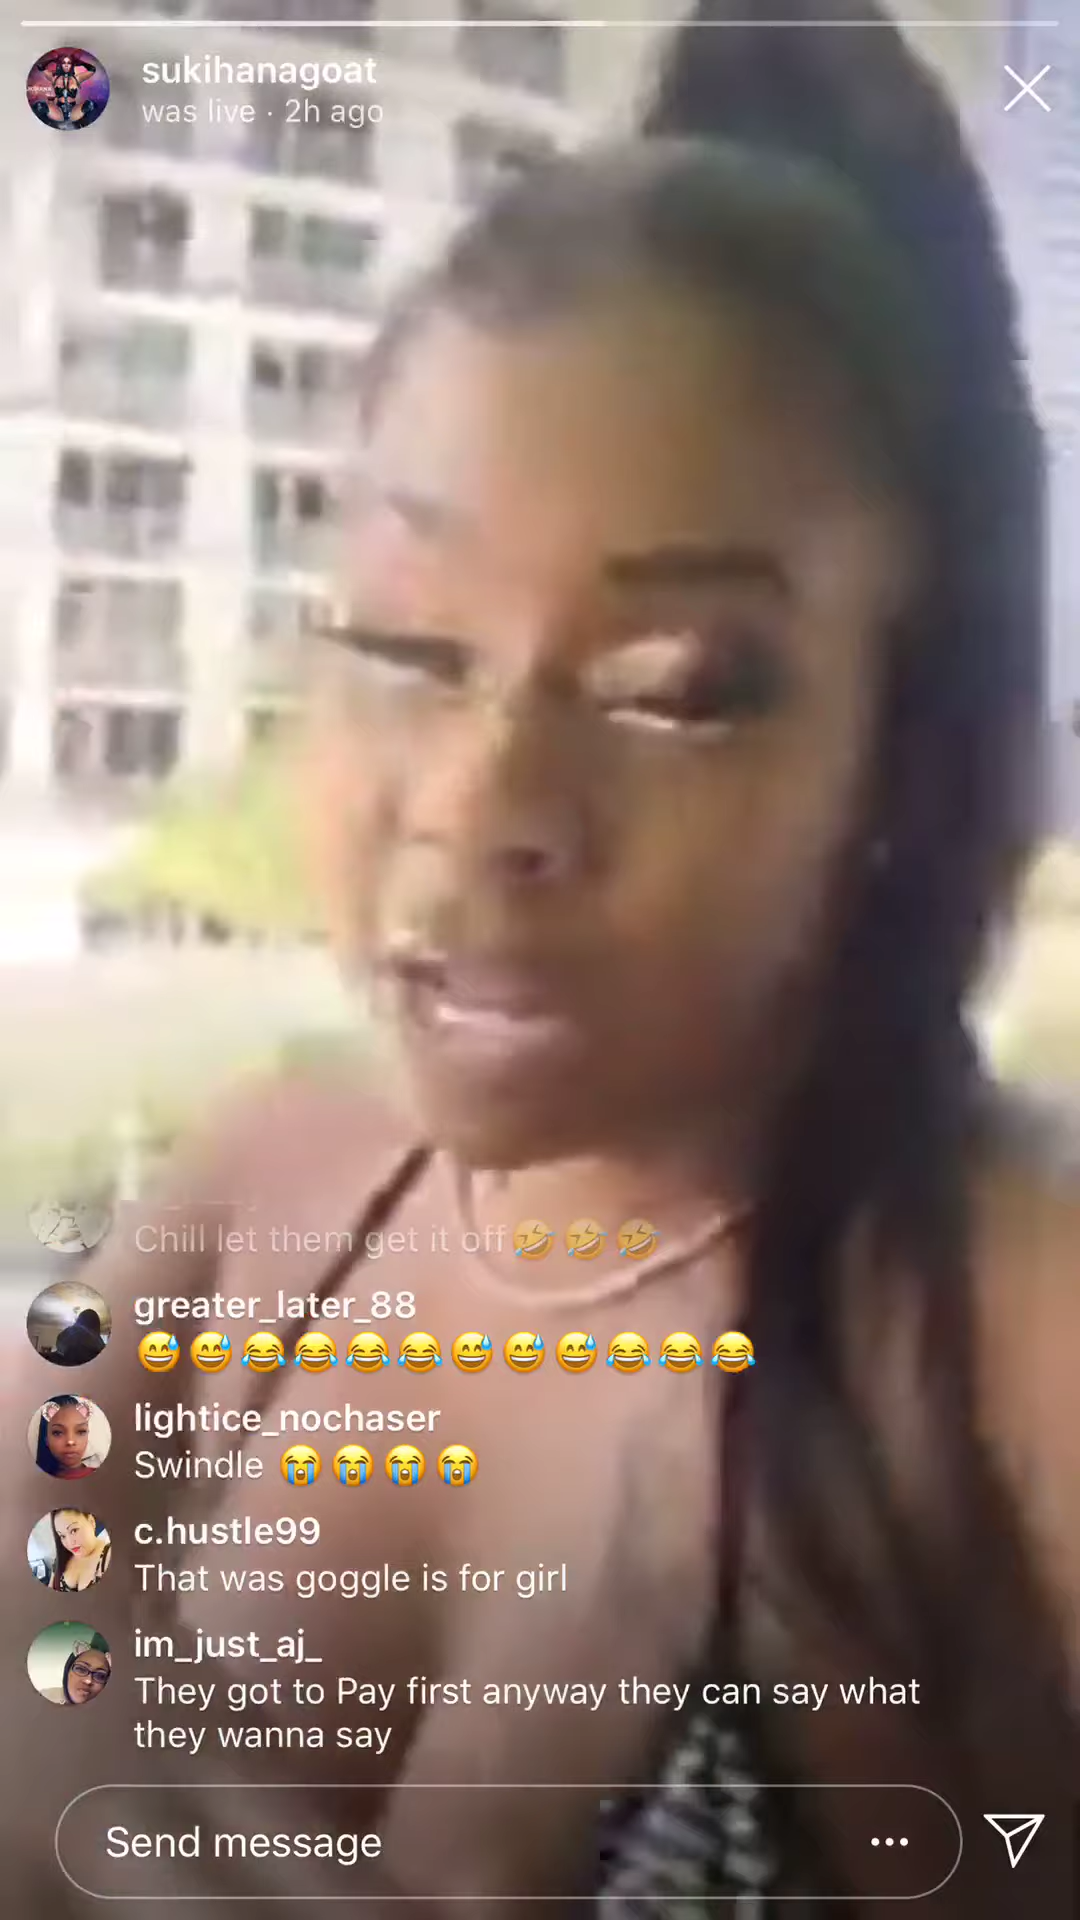 sukihanagoat
was live · 2h ago
Chill let them get it off🤣🤣🤣
greater_later_88
😅😅😂😂😂😂😅😅😅😂😂😂
lightice_nochaser
Swindle 😭😭😭😭
c.hustle99
That was goggle is for girl
im_just_aj_
They got to Pay first anyway they can say what
they wanna say
Send message